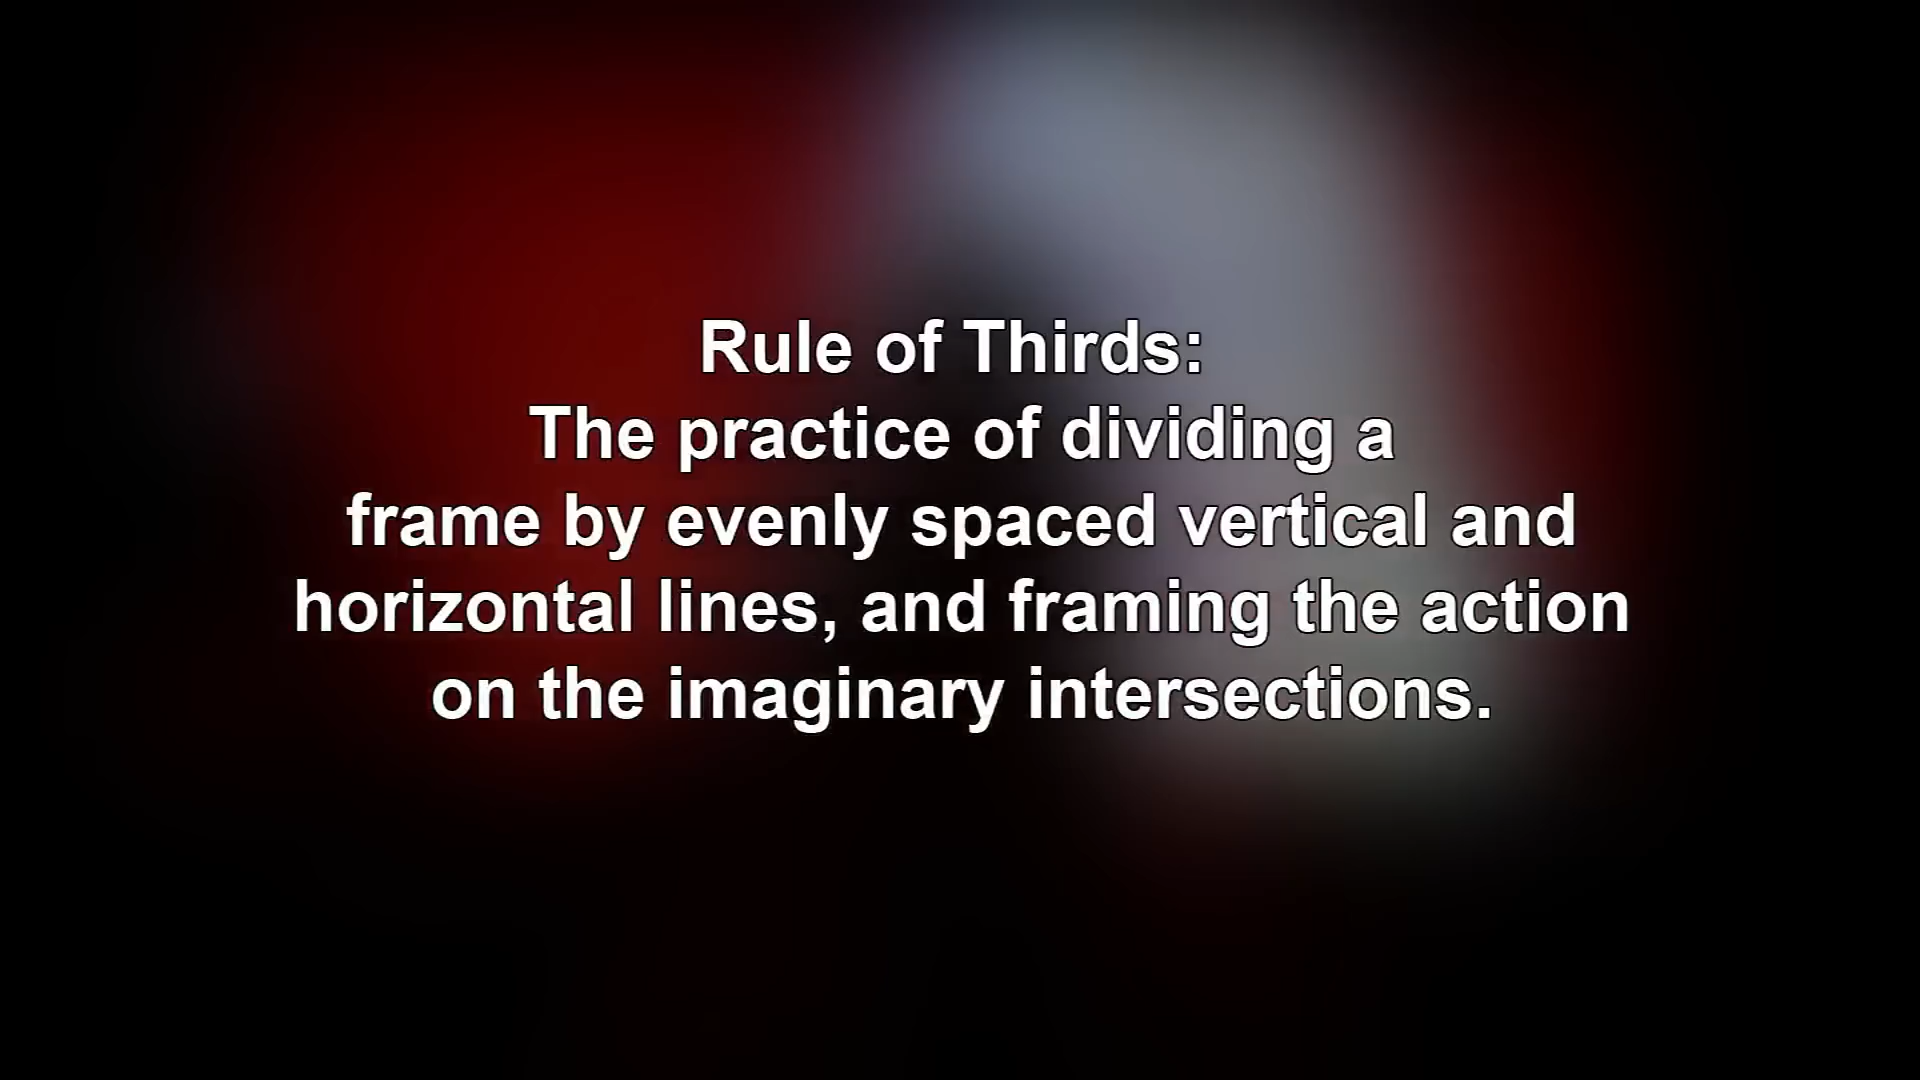 Rule of Thirds:
The practice of dividing a
frame by evenly spaced vertical and
horizontal lines, and framing the action
on the imaginary intersections.